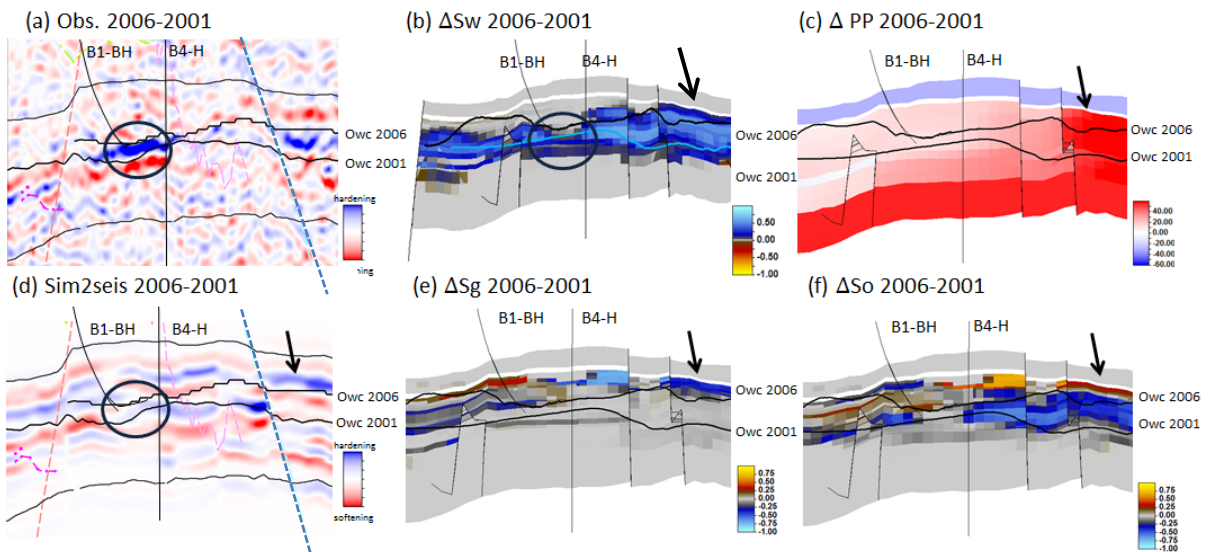 (a) Obs. 2006-2001
B1-BH
B4-H
Owc 2006
Owc 2001
hardening
ning
(b) ΔSw 2006-2001
B1-BH
B4-H
Owc 2006
Owc 2001
0.50
0.00
-0.50
-1.00
(c) Δ PP 2006-2001
B1-BH
B4-H
Owc 2006
Owc 2001
40.00
20.00
0.00
-20.00
-40.00
-60.00
(d) Sim2seis 2006-2001
B1-BH
B4-H
Owc 2006
Owc 2001
hardening
softening
(e) ΔSg 2006-2001
B1-BH
B4-H
Owc 2006
Owc 2001
0.75
0.50
0.25
0.00
-0.25
-0.50
-0.75
-1.00
(f) ΔSo 2006-2001
B1-BH
B4-H
Owc 2006
Owc 2001
0.75
0.50
0.25
0.00
-0.25
-0.50
-0.75
-1.00